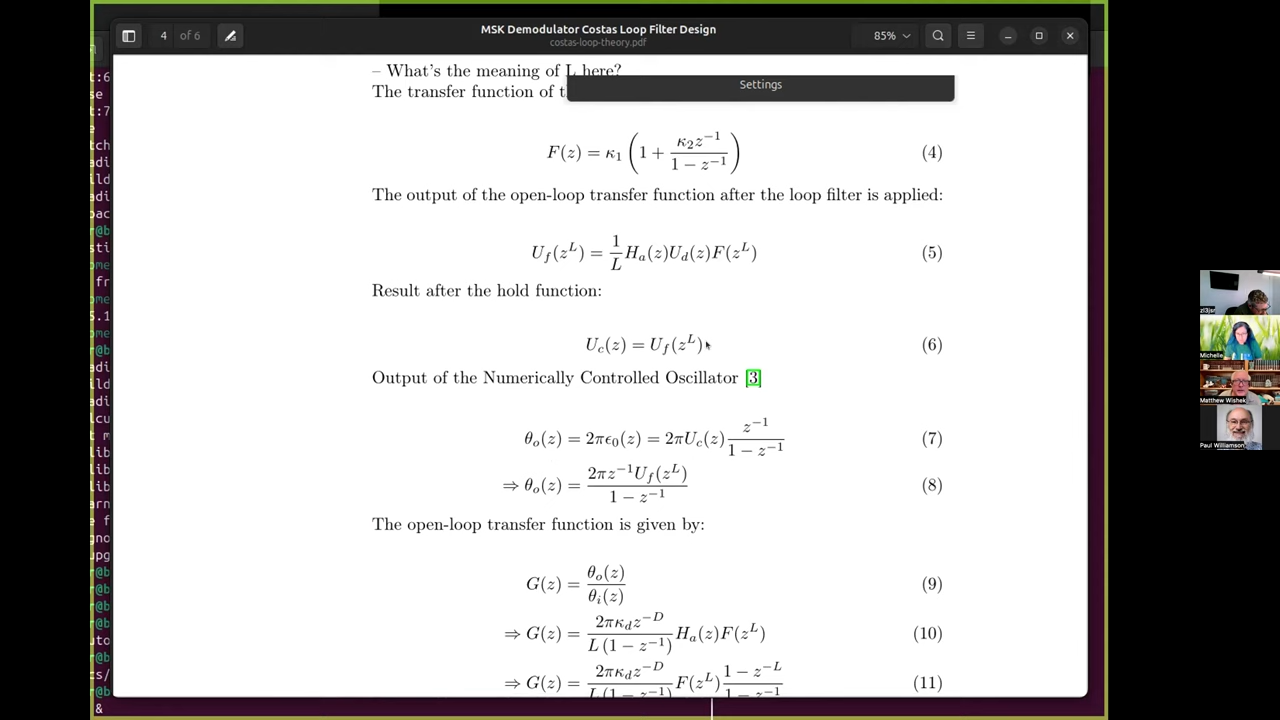 MSK Demodulator Costas Loop Filter Design
costas-loop-theory.pdf
4 of 6
85%
Settings
– What's the meaning of L here?
The transfer function of t
F(z) = κ₁ (1 + κ₂z⁻¹ / (1 − z⁻¹)) (4)
The output of the open-loop transfer function after the loop filter is applied:
U_f(z^L) = 1/L H_a(z)U_d(z)F(z^L) (5)
Result after the hold function:
U_c(z) = U_f(z^L) (6)
Output of the Numerically Controlled Oscillator [3]
θ_o(z) = 2πϵ₀(z) = 2πU_c(z) z⁻¹ / (1 − z⁻¹) (7)
⇒ θ_o(z) = 2πz⁻¹U_f(z^L) / (1 − z⁻¹) (8)
The open-loop transfer function is given by:
G(z) = θ_o(z) / θ_i(z) (9)
⇒ G(z) = 2πκ_d z^−D / (L (1 − z⁻¹)) H_a(z)F(z^L) (10)
⇒ G(z) = 2πκ_d z^−D / (L (1 − z⁻¹)) F(z^L) (1 − z^−L) / (1 − z⁻¹) (11)
&
zl3jsr
Michelle
Matthew Wishek
Paul Williamson